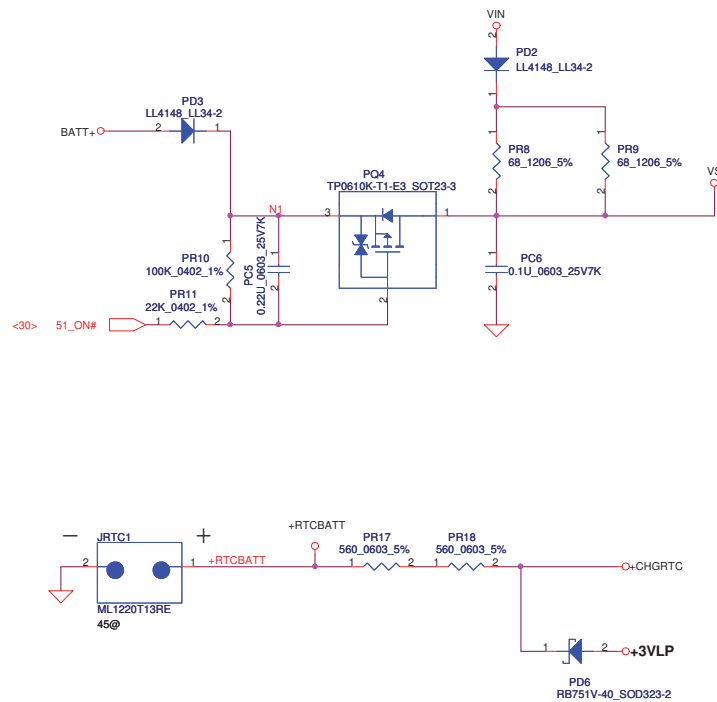 VIN
2
PD2
LL4148_LL34-2
1
PD3
LL4148_LL34-2
BATT+
2
1
1
1
PR8
68_1206_5%
PR9
68_1206_5%
2
2
PQ4
TP0610K-T1-E3_SOT23-3
N1
3
1
2
VS
1
PR10
100K_0402_1%
2
1
PC5
0.22U_0603_25V7K
2
1
PC6
0.1U_0603_25V7K
2
PR11
22K_0402_1%
<30>
51_ON#
1
2
JRTC1
−
+
2
1
ML1220T13RE
45@
+RTCBATT
+RTCBATT
PR17
560_0603_5%
1
2
PR18
560_0603_5%
1
2
+CHGRTC
1
2
+3VLP
PD6
RB751V-40_SOD323-2